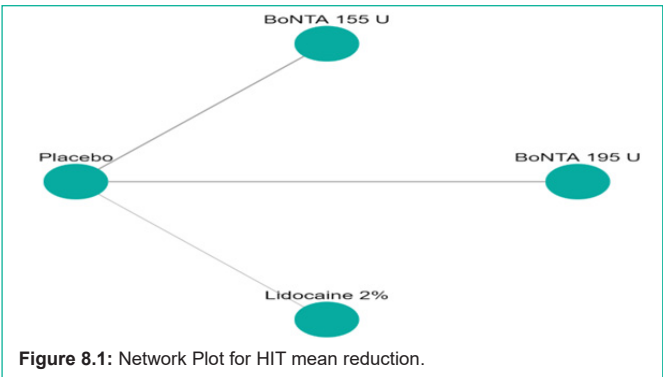 BoNTA 155 U
Placebo
BoNTA 195 U
Lidocaine 2%
Figure 8.1: Network Plot for HIT mean reduction.